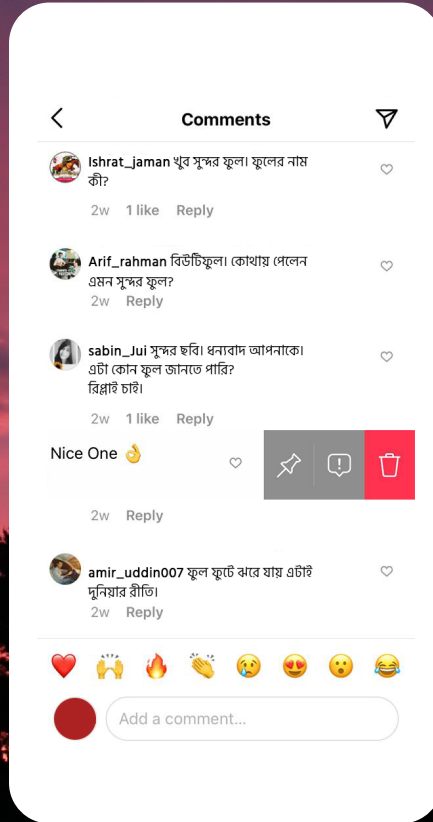 Comments
Ishrat_jaman খুব সুন্দর ফুল। ফুলের নাম
কী?
2w 1 like Reply
Arif_rahman বিউটিফুল। কোথায় পেলেন
এমন সুন্দর ফুল?
2w Reply
sabin_Jui সুন্দর ছবি। ধন্যবাদ আপনাকে।
এটা কোন ফুল জানতে পারি?
রিপ্লাই চাই।
2w 1 like Reply
Nice One 👌
2w Reply
amir_uddin007 ফুল ফুটে ঝরে যায় এটাই
দুনিয়ার রীতি।
2w Reply
❤️ 🙌 🔥 👏 😢 😍 😮 😂
Add a comment...